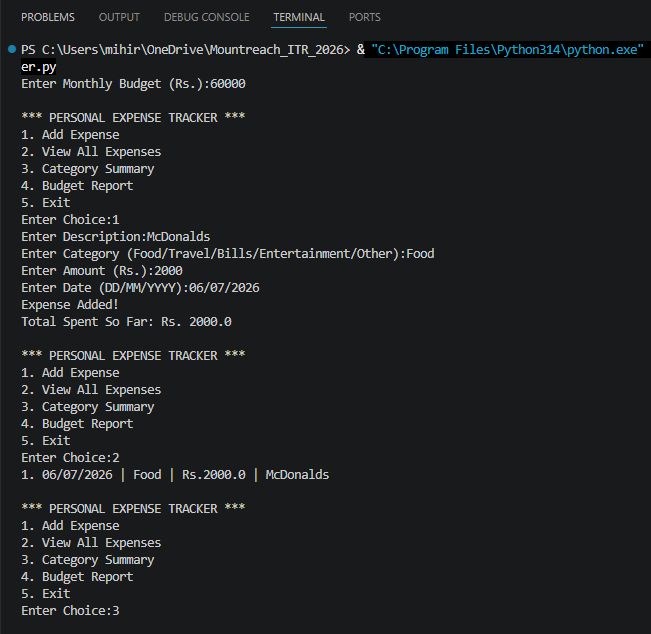 PROBLEMS OUTPUT DEBUG CONSOLE TERMINAL PORTS
PS C:\Users\mihir\OneDrive\Mountreach_ITR_2026> & "C:\Program Files\Python314\python.exe"
er.py
Enter Monthly Budget (Rs.):60000

*** PERSONAL EXPENSE TRACKER ***
1. Add Expense
2. View All Expenses
3. Category Summary
4. Budget Report
5. Exit
Enter Choice:1
Enter Description:McDonalds
Enter Category (Food/Travel/Bills/Entertainment/Other):Food
Enter Amount (Rs.):2000
Enter Date (DD/MM/YYYY):06/07/2026
Expense Added!
Total Spent So Far: Rs. 2000.0

*** PERSONAL EXPENSE TRACKER ***
1. Add Expense
2. View All Expenses
3. Category Summary
4. Budget Report
5. Exit
Enter Choice:2
1. 06/07/2026 | Food | Rs.2000.0 | McDonalds

*** PERSONAL EXPENSE TRACKER ***
1. Add Expense
2. View All Expenses
3. Category Summary
4. Budget Report
5. Exit
Enter Choice:3